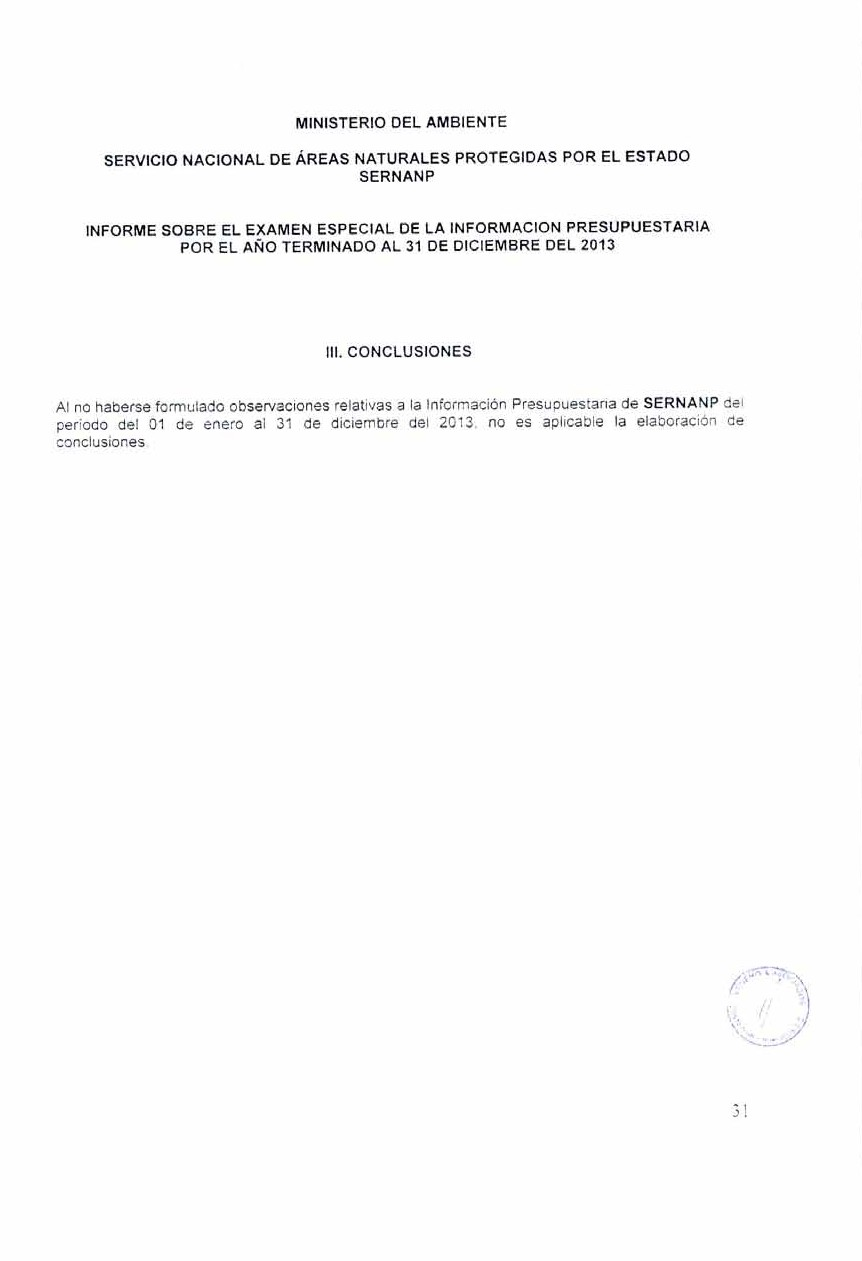 MINISTERIO DEL AMBIENTE
SERVICIO NACIONAL DE ÁREAS NATURALES PROTEGIDAS POR EL ESTADO
SERNANP
INFORME SOBRE EL EXAMEN ESPECIAL DE LA INFORMACION PRESUPUESTARIA
POR EL AÑO TERMINADO AL 31 DE DICIEMBRE DEL 2013
III. CONCLUSIONES
Al no haberse formulado observaciones relativas a la Información Presupuestaria de SERNANP del
periodo del 01 de enero al 31 de diciembre del 2013, no es aplicable la elaboración de
conclusiones.
31